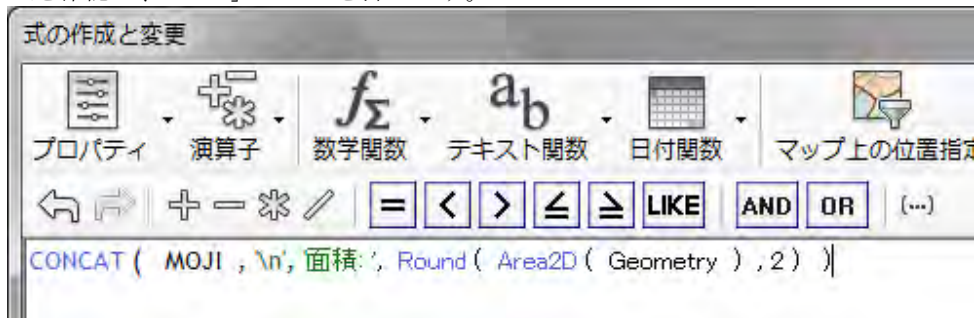 式の作成と変更
プロパティ 演算子 数学関数 テキスト関数 日付関数 マップ上の位置指定
= < > ≤ ≥ LIKE AND OR (...)
CONCAT ( MOJI , \n', '面積: ', Round ( Area2D ( Geometry ) ,2) )